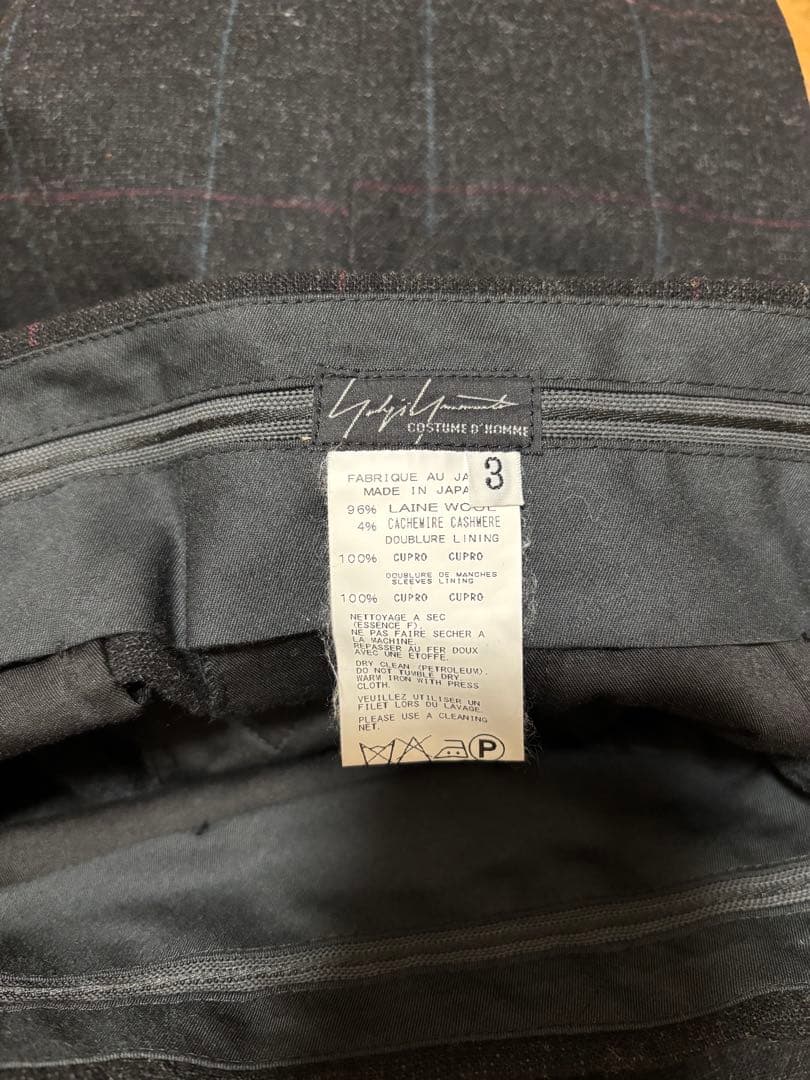 Yohji Yamamoto
COSTUME D'HOMME
3
FABRIQUE AU JA
MADE IN JAPA
96% LAINE WOOL
4% CACHEMIRE CASHMERE
DOUBLURE LINING
100% CUPRO CUPRO
DOUBLURE DE MANCHES
SLEEVES LINING
100% CUPRO CUPRO
NETTOYAGE A SEC
(ESSENCE F).
NE PAS FAIRE SECHER A
LA MACHINE.
REPASSER AU FER DOUX
AVEC UNE ETOFFE.
DRY CLEAN (PETROLEUM).
DO NOT TUMBLE DRY
WARM IRON WITH PRESS
CLOTH.
VEUILLEZ UTILISER UN
FILET LORS DU LAVAGE.
PLEASE USE A CLEANING
NET.
P